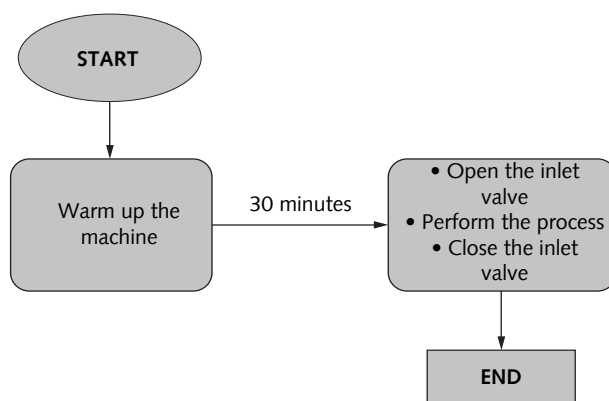 START
Warm up the
machine
30 minutes
• Open the inlet
valve
• Perform the process
• Close the inlet
valve
END